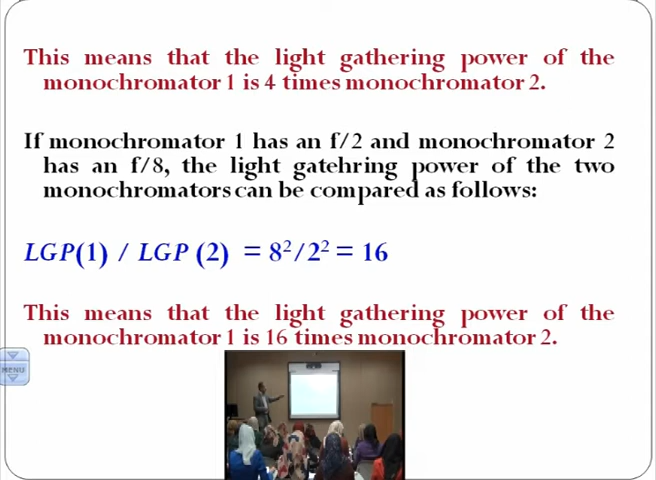 This means that the light gathering power of the
monochromator 1 is 4 times monochromator 2.
If monochromator 1 has an f/2 and monochromator 2
has an f/8, the light gatehring power of the two
monochromators can be compared as follows:
LGP(1) / LGP (2) = 8²/2² = 16
This means that the light gathering power of the
monochromator 1 is 16 times monochromator 2.
MENU